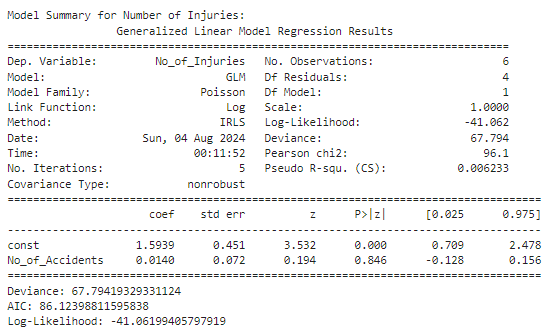 Model Summary for Number of Injuries:
Generalized Linear Model Regression Results
==============================================================================
Dep. Variable: No_of_Injuries No. Observations: 6
Model: GLM Df Residuals: 4
Model Family: Poisson Df Model: 1
Link Function: Log Scale: 1.0000
Method: IRLS Log-Likelihood: -41.062
Date: Sun, 04 Aug 2024 Deviance: 67.794
Time: 00:11:52 Pearson chi2: 96.1
No. Iterations: 5 Pseudo R-squ. (CS): 0.006233
Covariance Type: nonrobust
==============================================================================
coef std err z P>|z| [0.025 0.975]
------------------------------------------------------------------------------
const 1.5939 0.451 3.532 0.000 0.709 2.478
No_of_Accidents 0.0140 0.072 0.194 0.846 -0.128 0.156
==============================================================================
Deviance: 67.79419329331124
AIC: 86.12398811595838
Log-Likelihood: -41.06199405797919